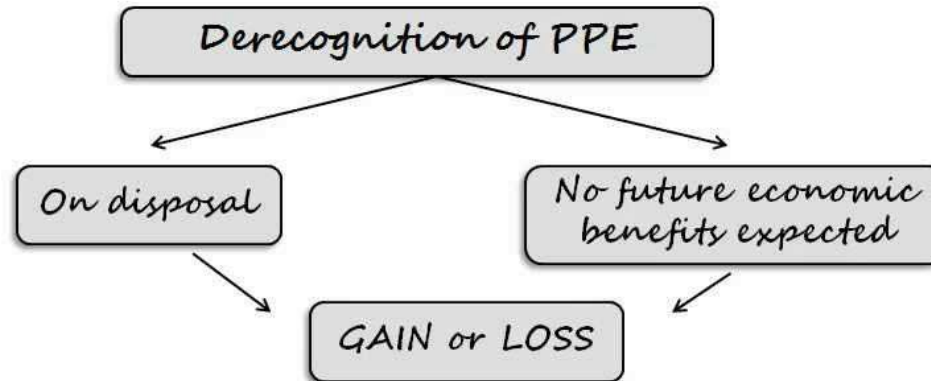 Derecognition of PPE
On disposal
No future economic
benefits expected
GAIN or LOSS